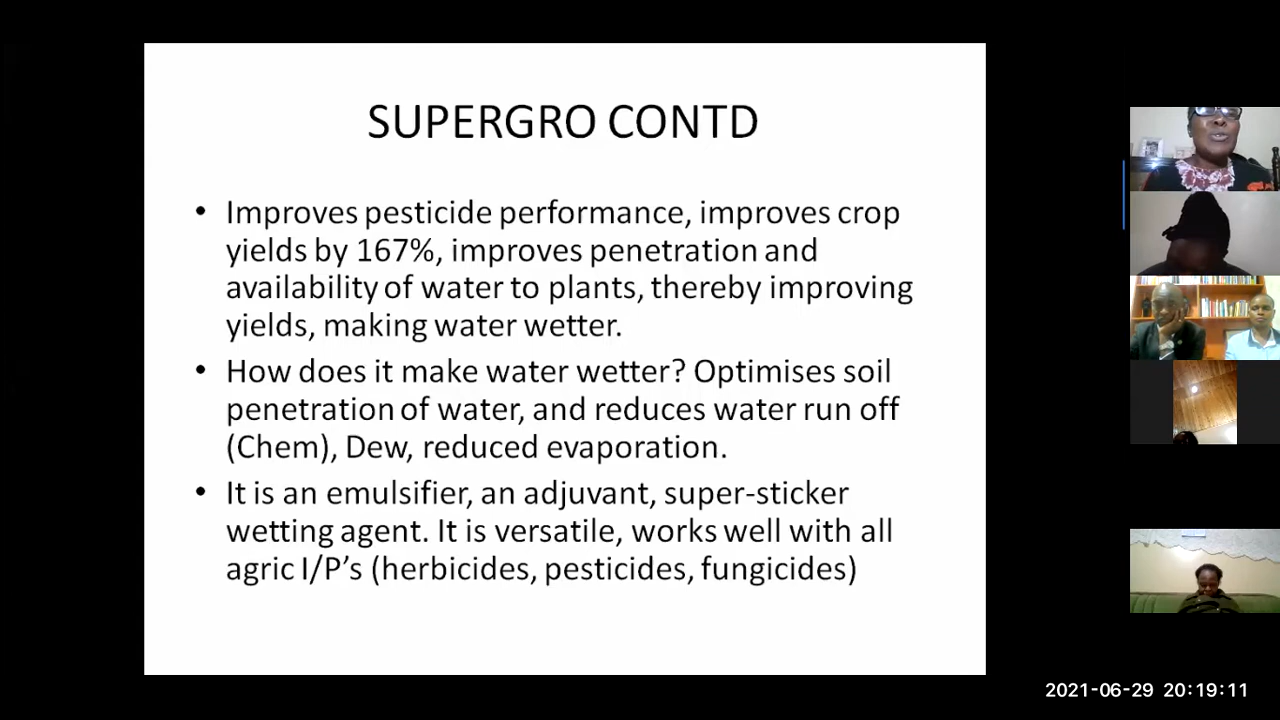 SUPERGRO CONTD
• Improves pesticide performance, improves crop
yields by 167%, improves penetration and
availability of water to plants, thereby improving
yields, making water wetter.
• How does it make water wetter? Optimises soil
penetration of water, and reduces water run off
(Chem), Dew, reduced evaporation.
• It is an emulsifier, an adjuvant, super-sticker
wetting agent. It is versatile, works well with all
agric I/P’s (herbicides, pesticides, fungicides)
2021-06-29 20:19:11